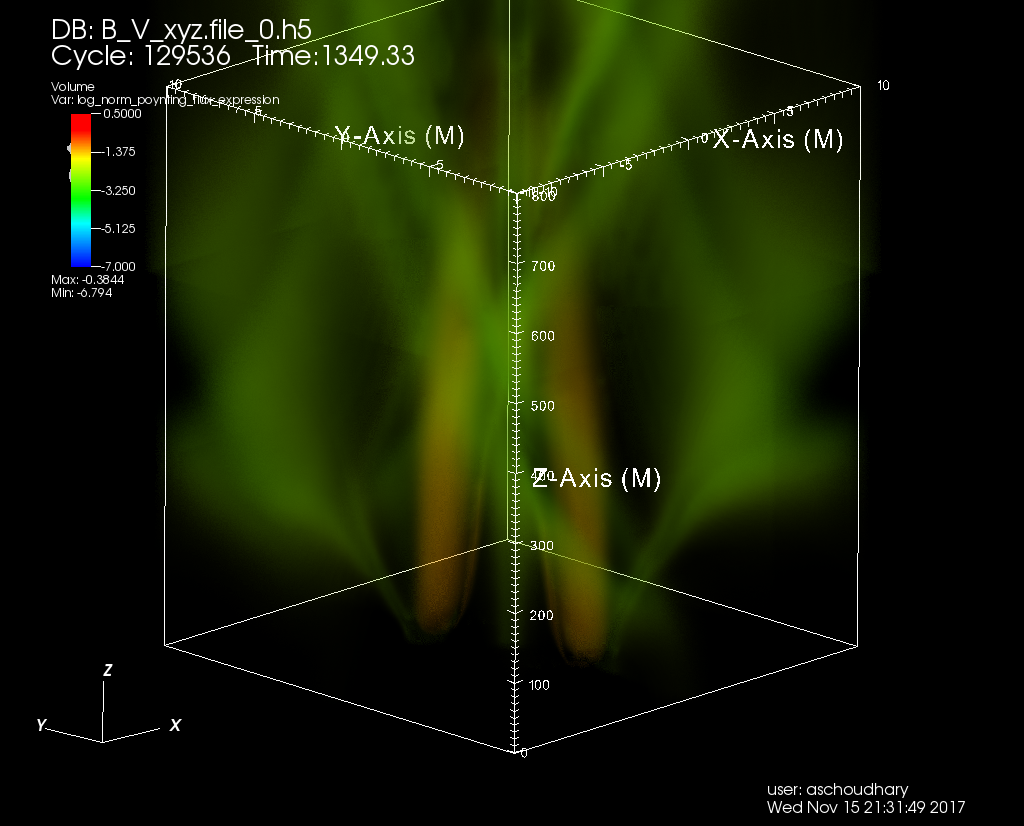 DB: B_V_xyz.file_0.h5
Cycle: 129536 Time:1349.33
Volume
Var: log_norm_poynting_flux_expression
0.5000
-1.375
-3.250
-5.125
-7.000
Max: -0.3844
Min: -6.794
10
5
0
-5
Y-Axis (M)
10
5
0
-5
-10
X-Axis (M)
800
700
600
500
400
Z-Axis (M)
300
200
100
0
Z
Y
X
user: aschoudhary
Wed Nov 15 21:31:49 2017